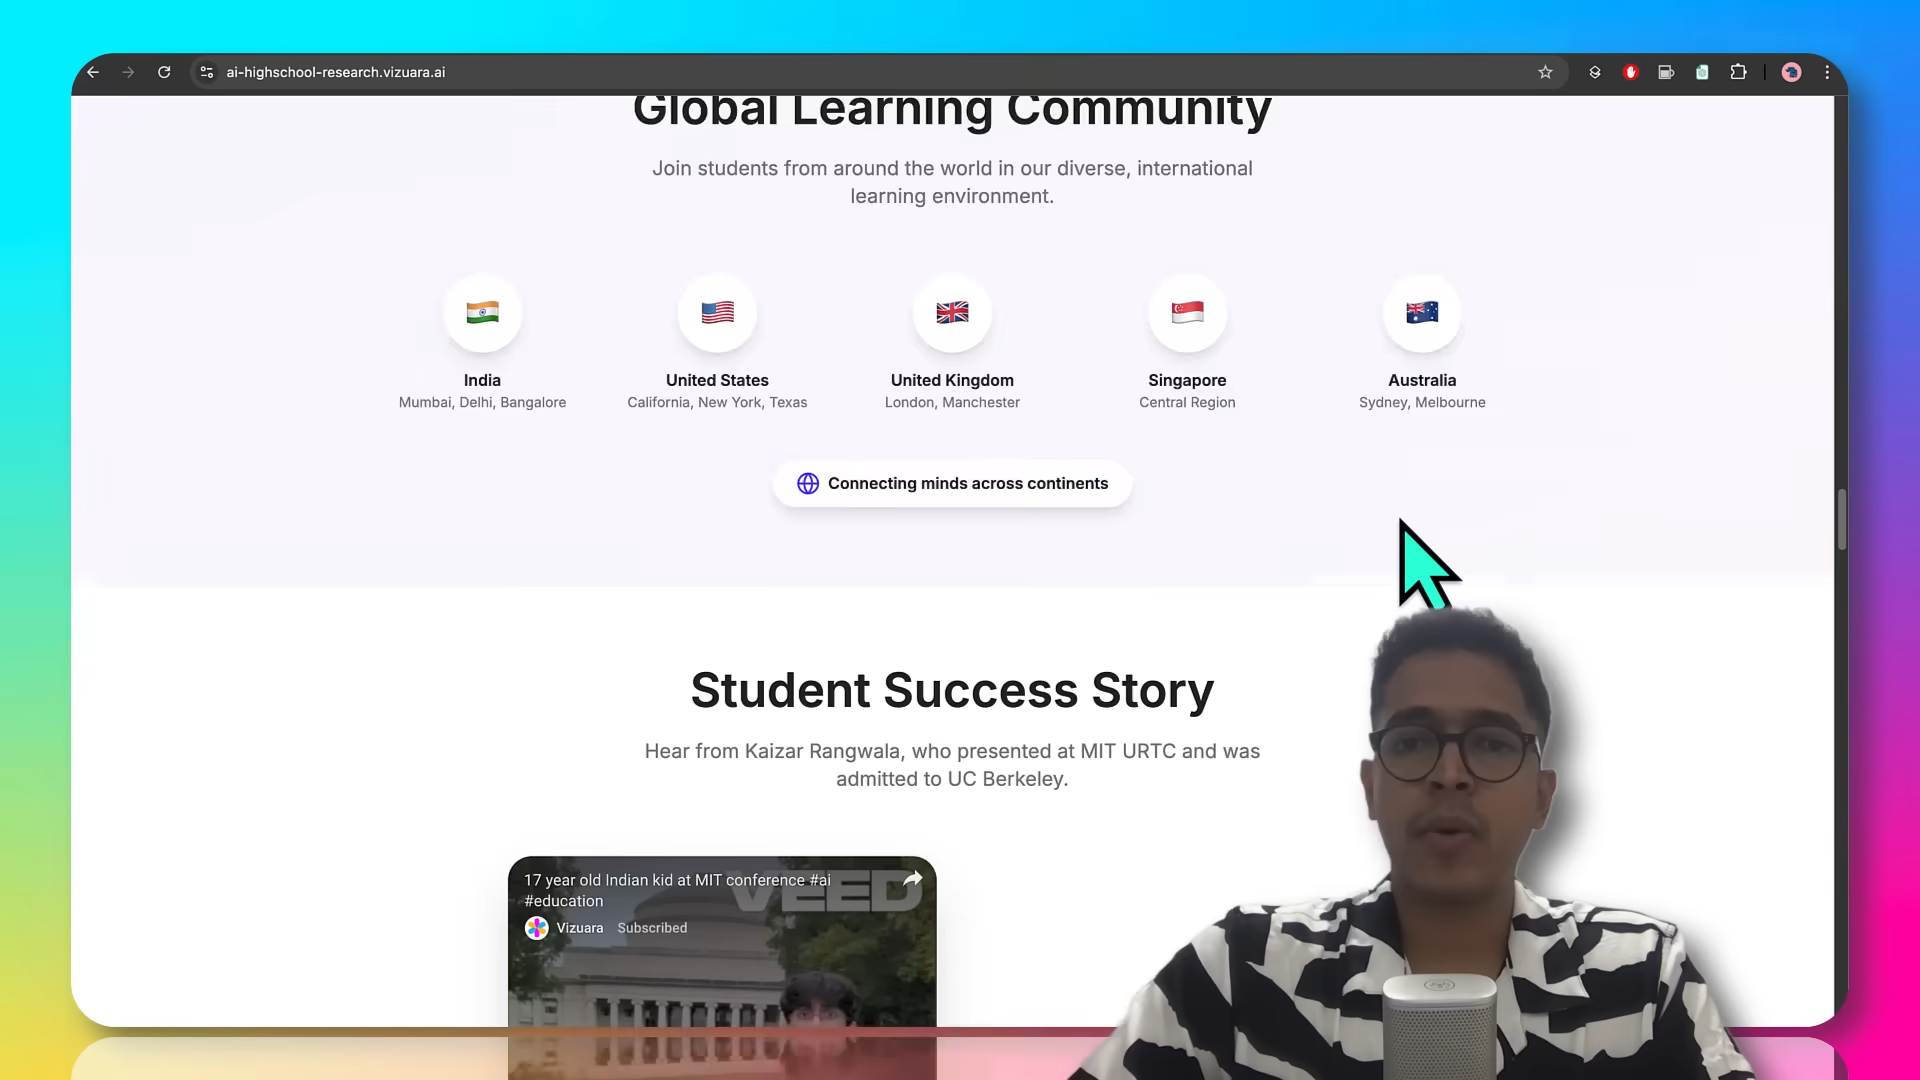 ai-highschool-research.vizuara.ai
Global Learning Community
Join students from around the world in our diverse, international
learning environment.
India
Mumbai, Delhi, Bangalore
United States
California, New York, Texas
United Kingdom
London, Manchester
Singapore
Central Region
Australia
Sydney, Melbourne
Connecting minds across continents
Student Success Story
Hear from Kaizar Rangwala, who presented at MIT URTC and was
admitted to UC Berkeley.
17 year old Indian kid at MIT conference #ai
#education
VEED
Vizuara Subscribed